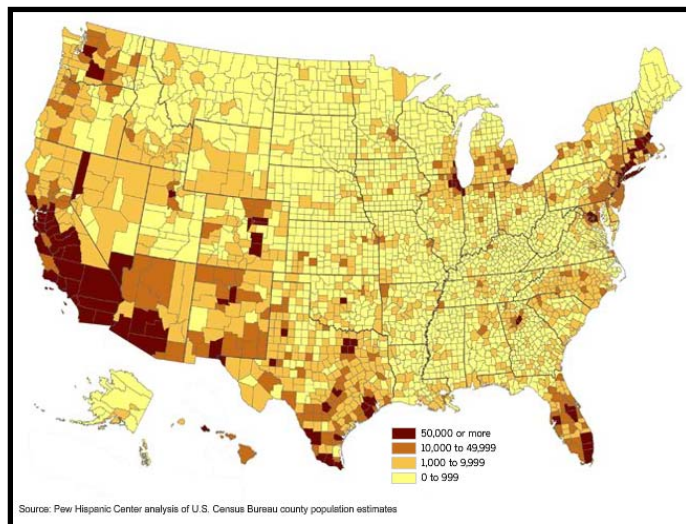 50,000 or more
10,000 to 49,999
1,000 to 9,999
0 to 999
Source: Pew Hispanic Center analysis of U.S. Census Bureau county population estimates